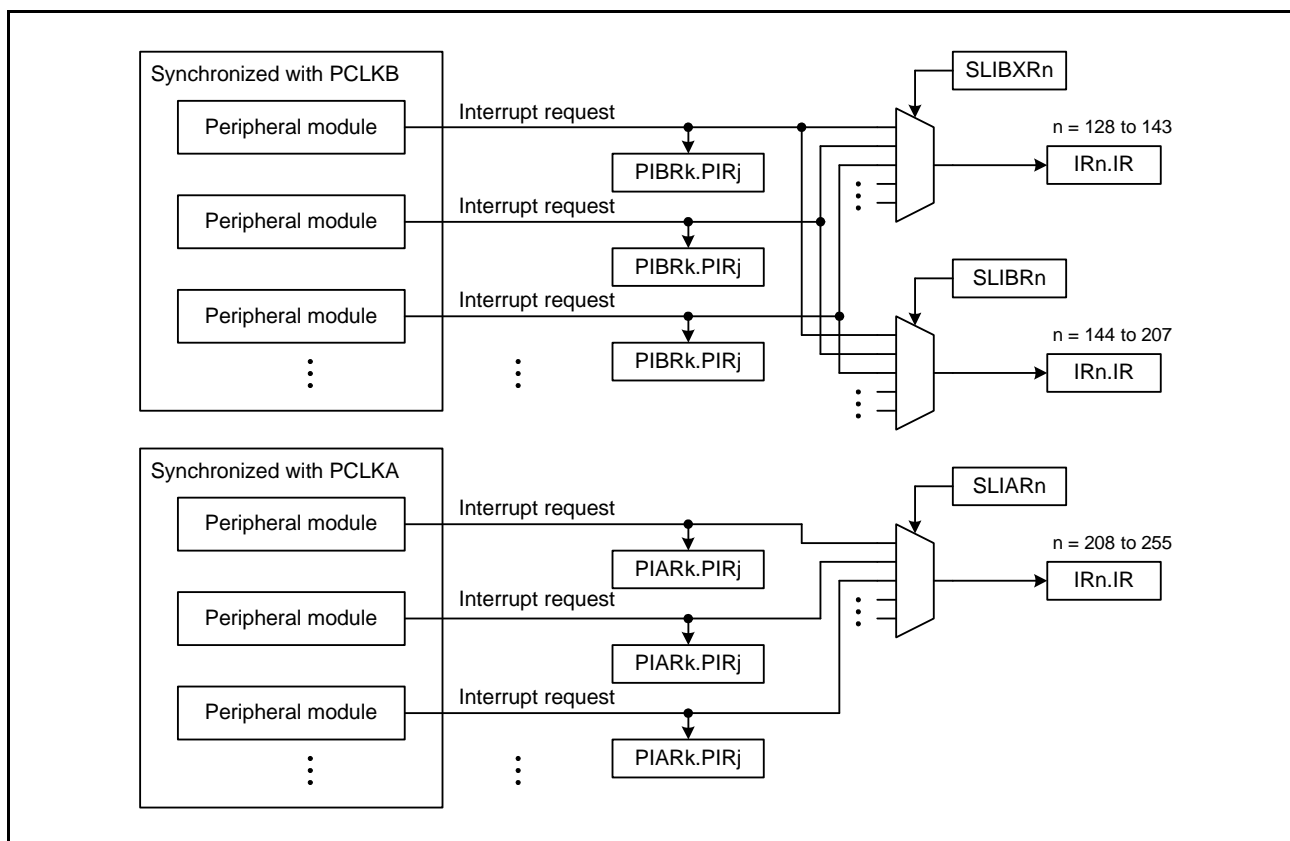 Synchronized with PCLKB
SLIBXRn
Peripheral module
Interrupt request
n = 128 to 143
PIBRk.PIRj
IRn.IR
Peripheral module
Interrupt request
PIBRk.PIRj
SLIBRn
Peripheral module
Interrupt request
n = 144 to 207
PIBRk.PIRj
IRn.IR
Synchronized with PCLKA
SLIARn
Peripheral module
Interrupt request
n = 208 to 255
PIARk.PIRj
IRn.IR
Peripheral module
Interrupt request
PIARk.PIRj
Peripheral module
Interrupt request
PIARk.PIRj